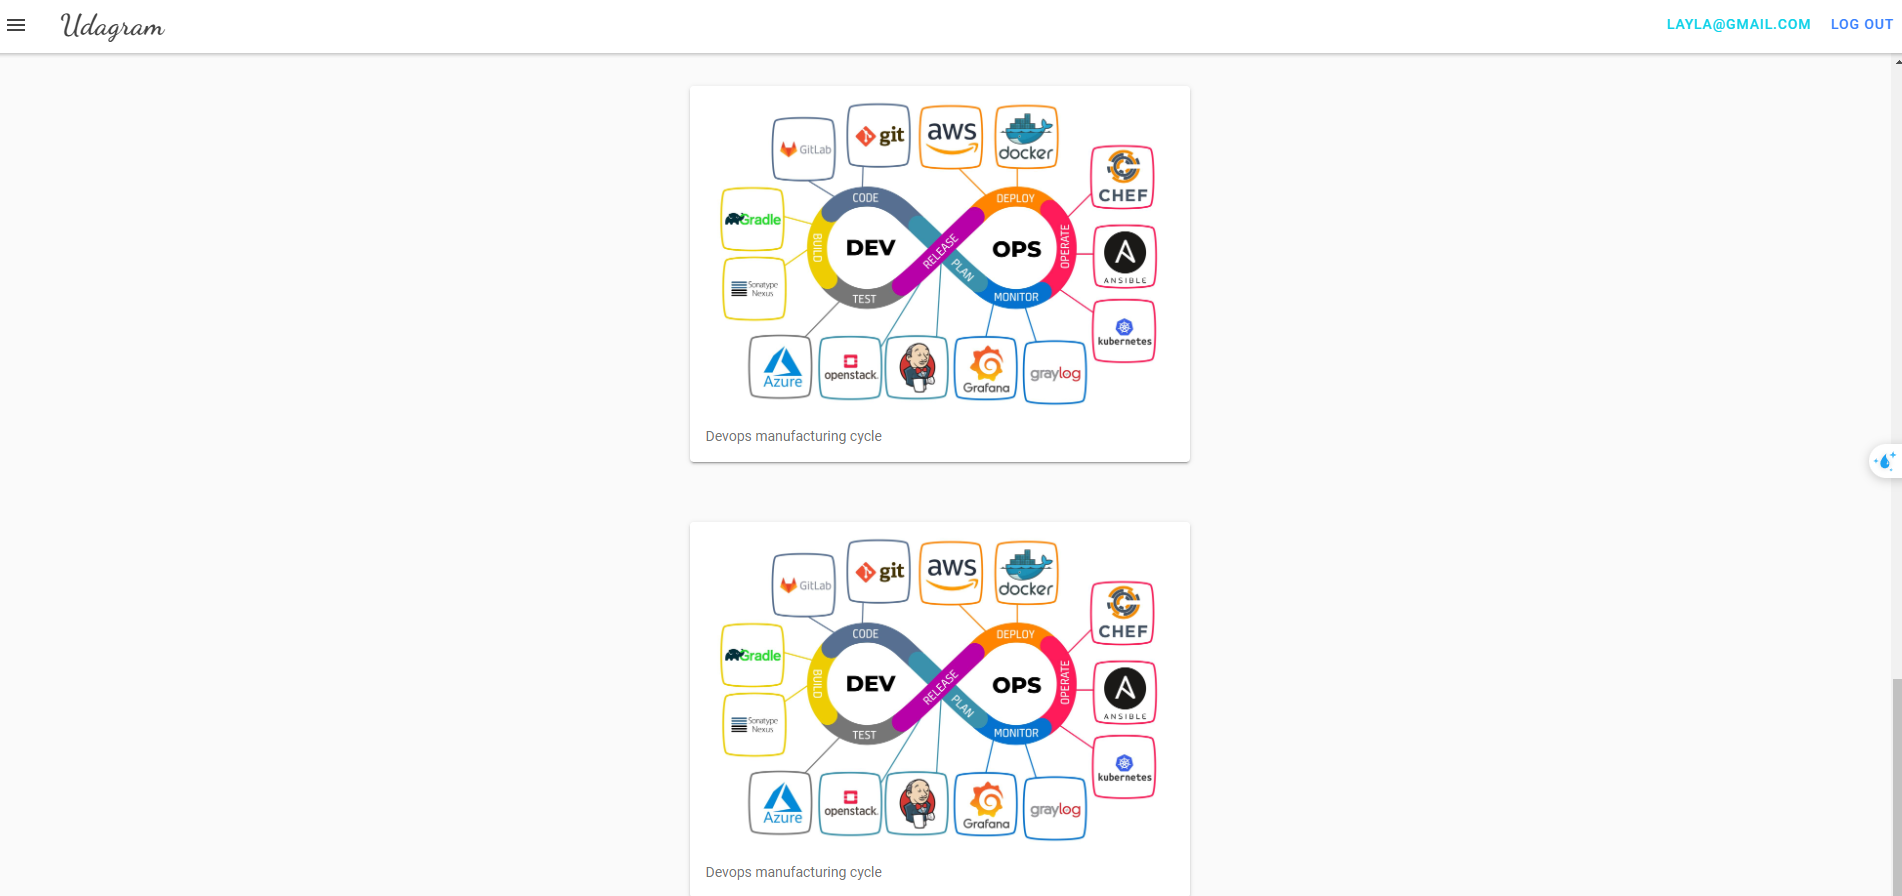 Udagram
LAYLA@GMAIL.COM
LOG OUT
GitLab
git
aws
docker
CHEF
Gradle
CODE
DEPLOY
BUILD
DEV
RELEASE
OPS
OPERATE
ANSIBLE
PLAN
Sonatype
Nexus
TEST
MONITOR
kubernetes
Azure
openstack.
Grafana
graylog
Devops manufacturing cycle
GitLab
git
aws
docker
CHEF
Gradle
CODE
DEPLOY
BUILD
DEV
RELEASE
OPS
OPERATE
ANSIBLE
PLAN
Sonatype
Nexus
TEST
MONITOR
kubernetes
Azure
openstack.
Grafana
graylog
Devops manufacturing cycle